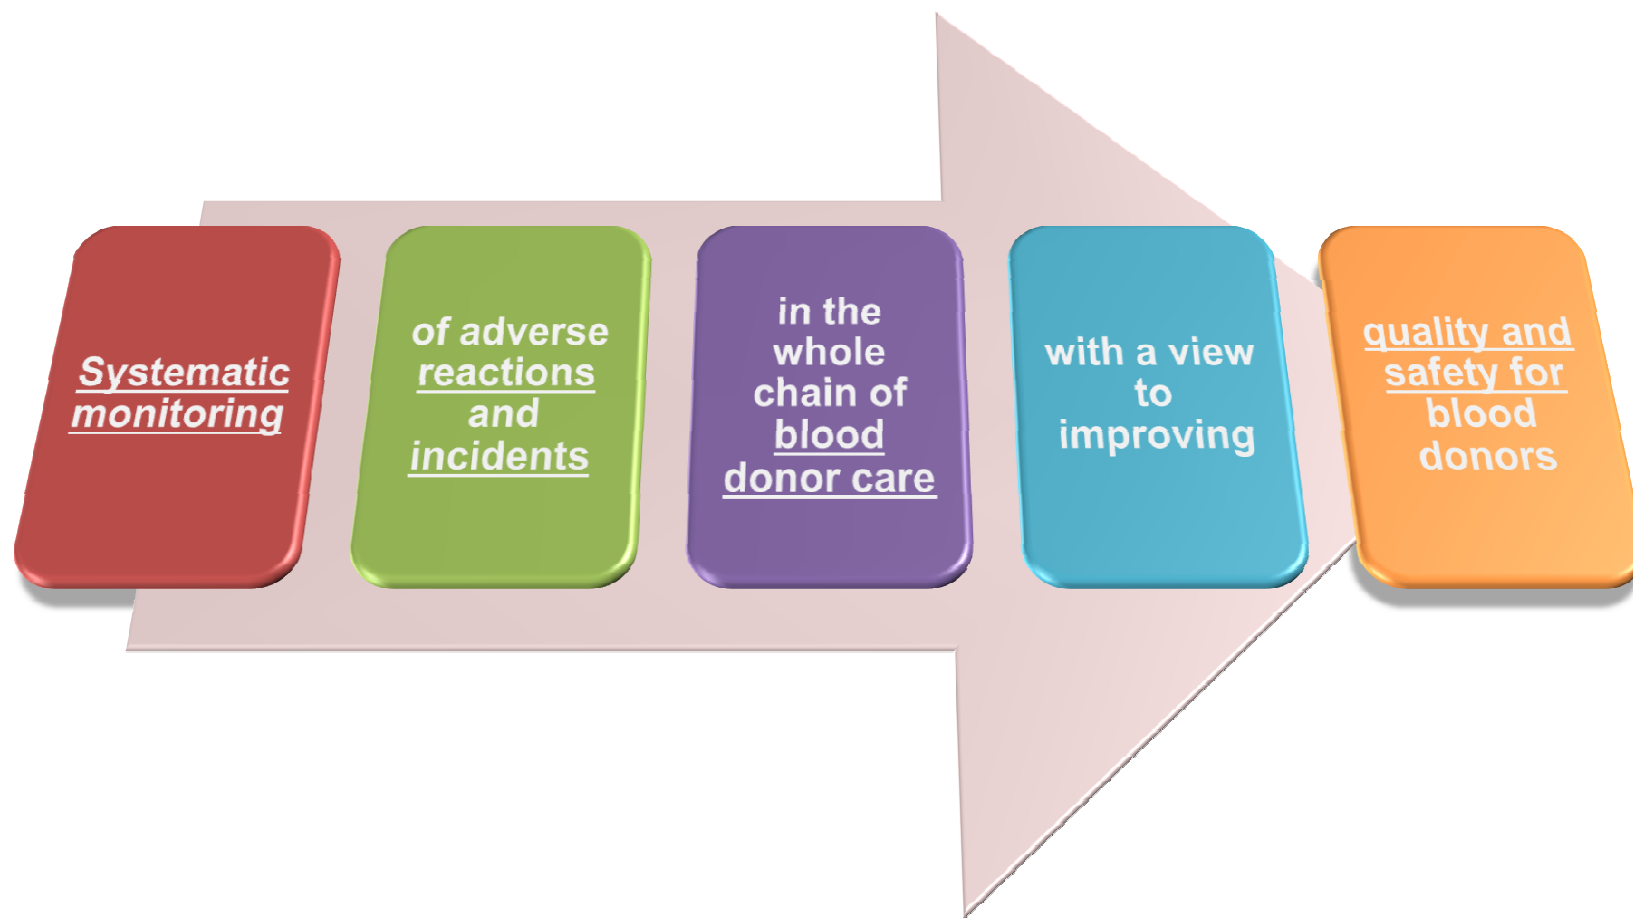 Systematic
monitoring
of adverse
reactions
and
incidents
in the
whole
chain of
blood
donor care
with a view
to
improving
quality and
safety for
blood
donors